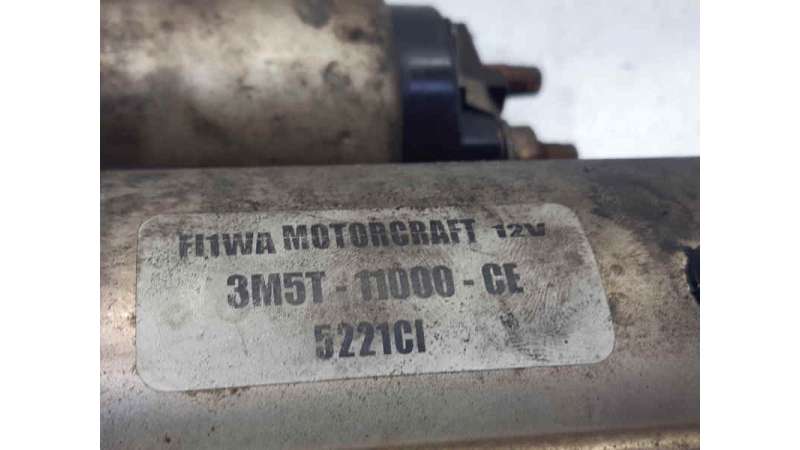 FI1WA MOTORCRAFT 12V
3M5T - 11000 - CE
5221CI